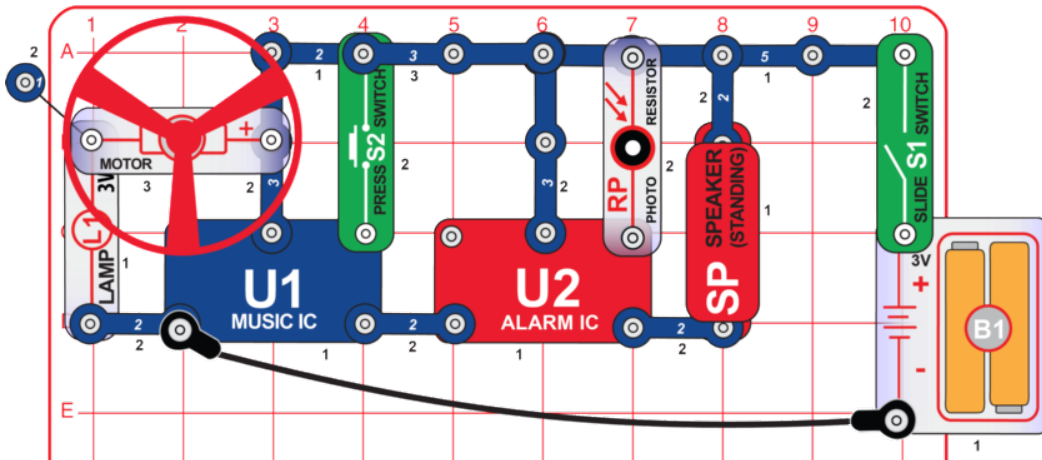 1 2 3 4 5 6 7 8 9 10
A
2
1
2
1
3
3
2
2
5
1
2
PRESS S2 SWITCH
2
RP PHOTO RESISTOR
2
SLIDE S1 SWITCH
+
MOTOR
3
2
3
3
2
3V
L1
LAMP
1
C
U1
MUSIC IC
U2
ALARM IC
SP SPEAKER
(STANDING)
1
3V
+
B1
-
2
2
1
2
2
1
2
2
E
1